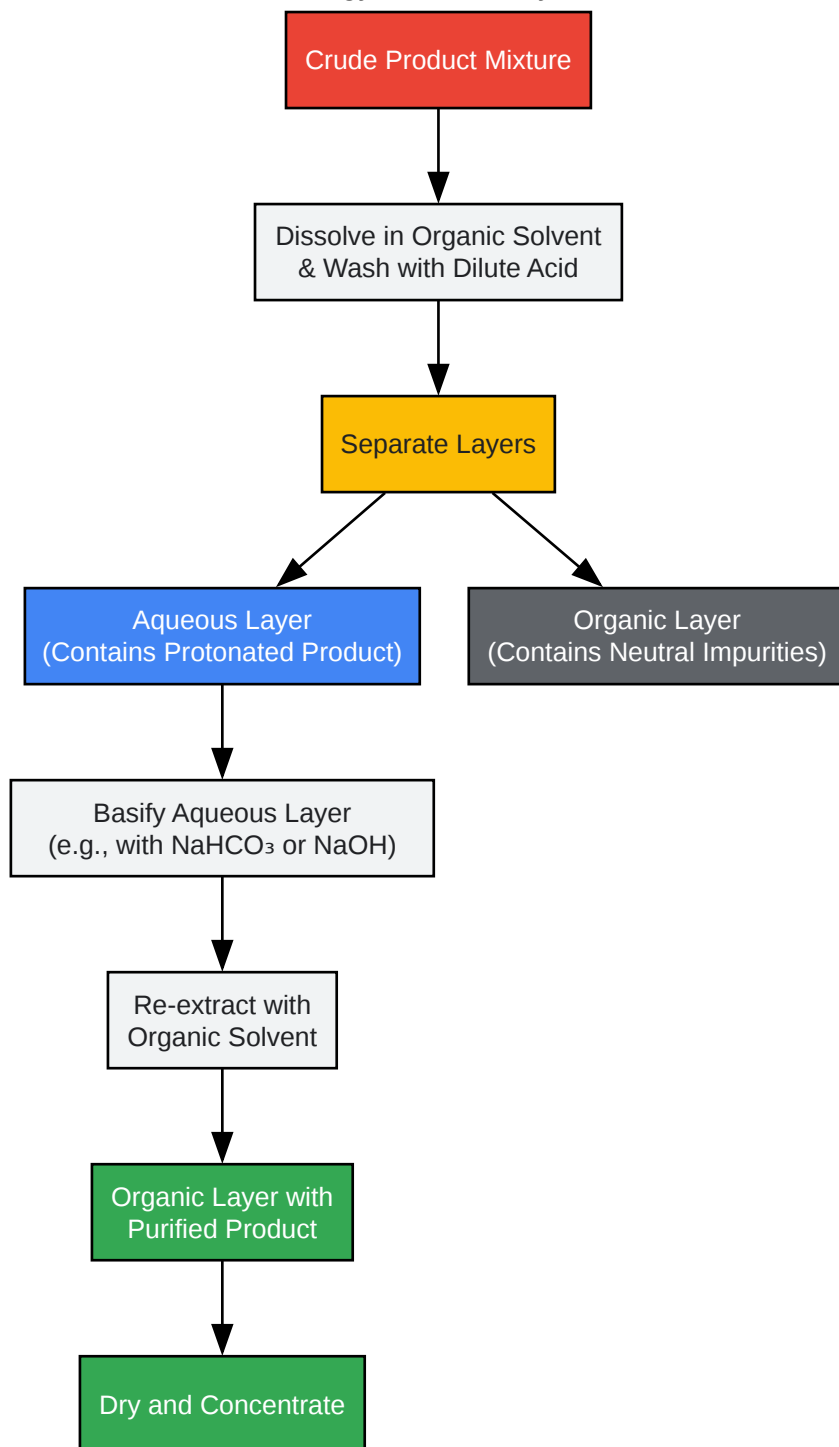 Crude Product Mixture
Dissolve in Organic Solvent
& Wash with Dilute Acid
Separate Layers
Aqueous Layer
(Contains Protonated Product)
Organic Layer
(Contains Neutral Impurities)
Basify Aqueous Layer
(e.g., with NaHCO₃ or NaOH)
Re-extract with
Organic Solvent
Organic Layer with
Purified Product
Dry and Concentrate